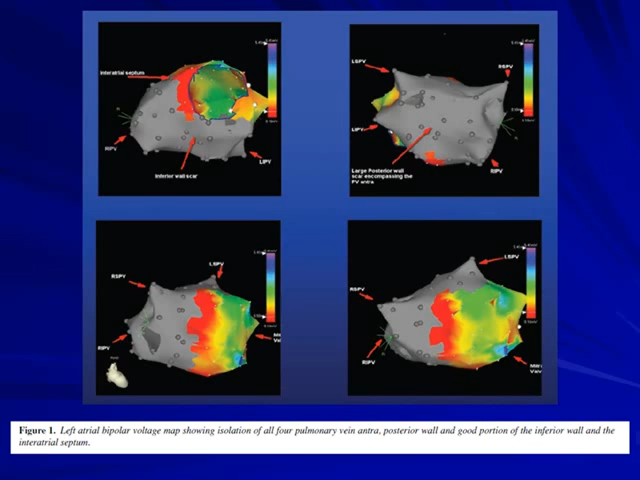 Interatrial septum
RIPV
Inferior wall scar
LIPV
LSPV
RSPV
LIPV
Large Posterior wall
scar encompassing the
PV antra.
RIPV
LSPV
RSPV
RIPV
LSPV
RSPV
RIPV
Figure 1. Left atrial bipolar voltage map showing isolation of all four pulmonary vein antra, posterior wall and good portion of the inferior wall and the
interatrial septum.